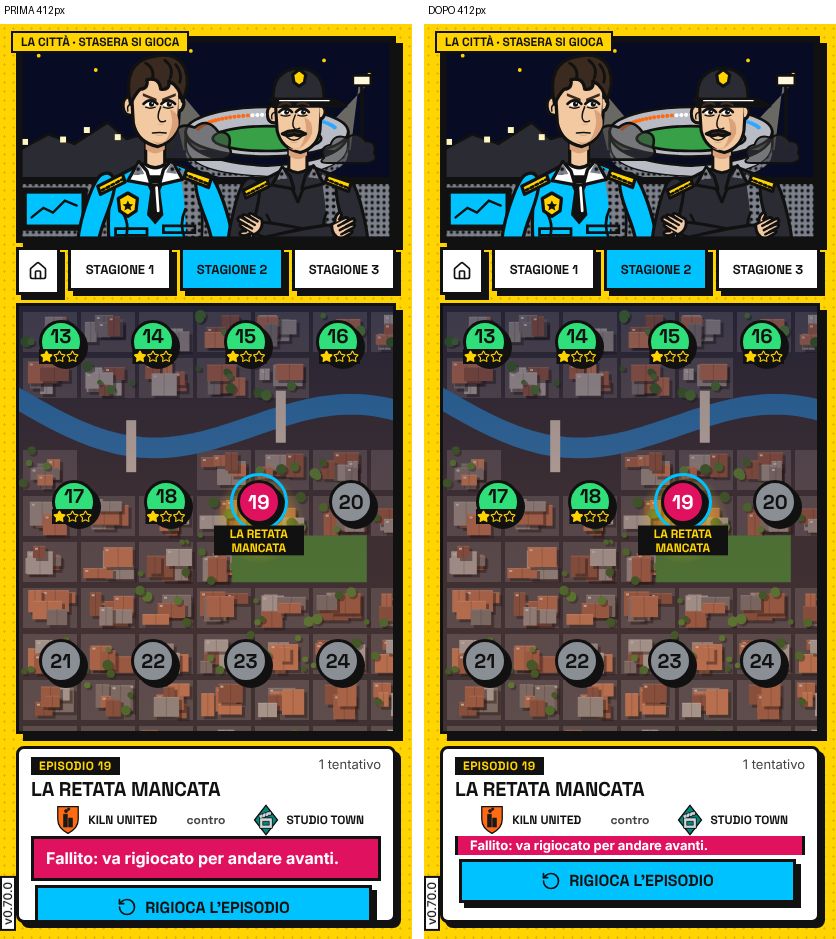 PRIMA 412px
LA CITTÀ · STASERA SI GIOCA
STAGIONE 1
STAGIONE 2
STAGIONE 3
13
14
15
16
17
18
19
20
LA RETATA
MANCATA
21
22
23
24
EPISODIO 19
1 tentativo
LA RETATA MANCATA
KILN UNITED
contro
STUDIO TOWN
Fallito: va rigiocato per andare avanti.
RIGIOCA L'EPISODIO
v0.70.0
DOPO 412px
LA CITTÀ · STASERA SI GIOCA
STAGIONE 1
STAGIONE 2
STAGIONE 3
13
14
15
16
17
18
19
20
LA RETATA
MANCATA
21
22
23
24
EPISODIO 19
1 tentativo
LA RETATA MANCATA
KILN UNITED
contro
STUDIO TOWN
Fallito: va rigiocato per andare avanti.
RIGIOCA L'EPISODIO
v0.70.0